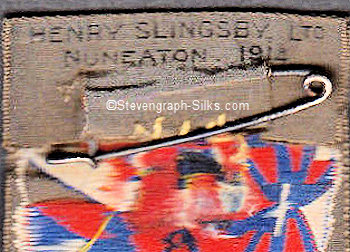 HENRY SLINGSBY, LTD
NUNEATON, 1914
©Stevengraph-Silks.com